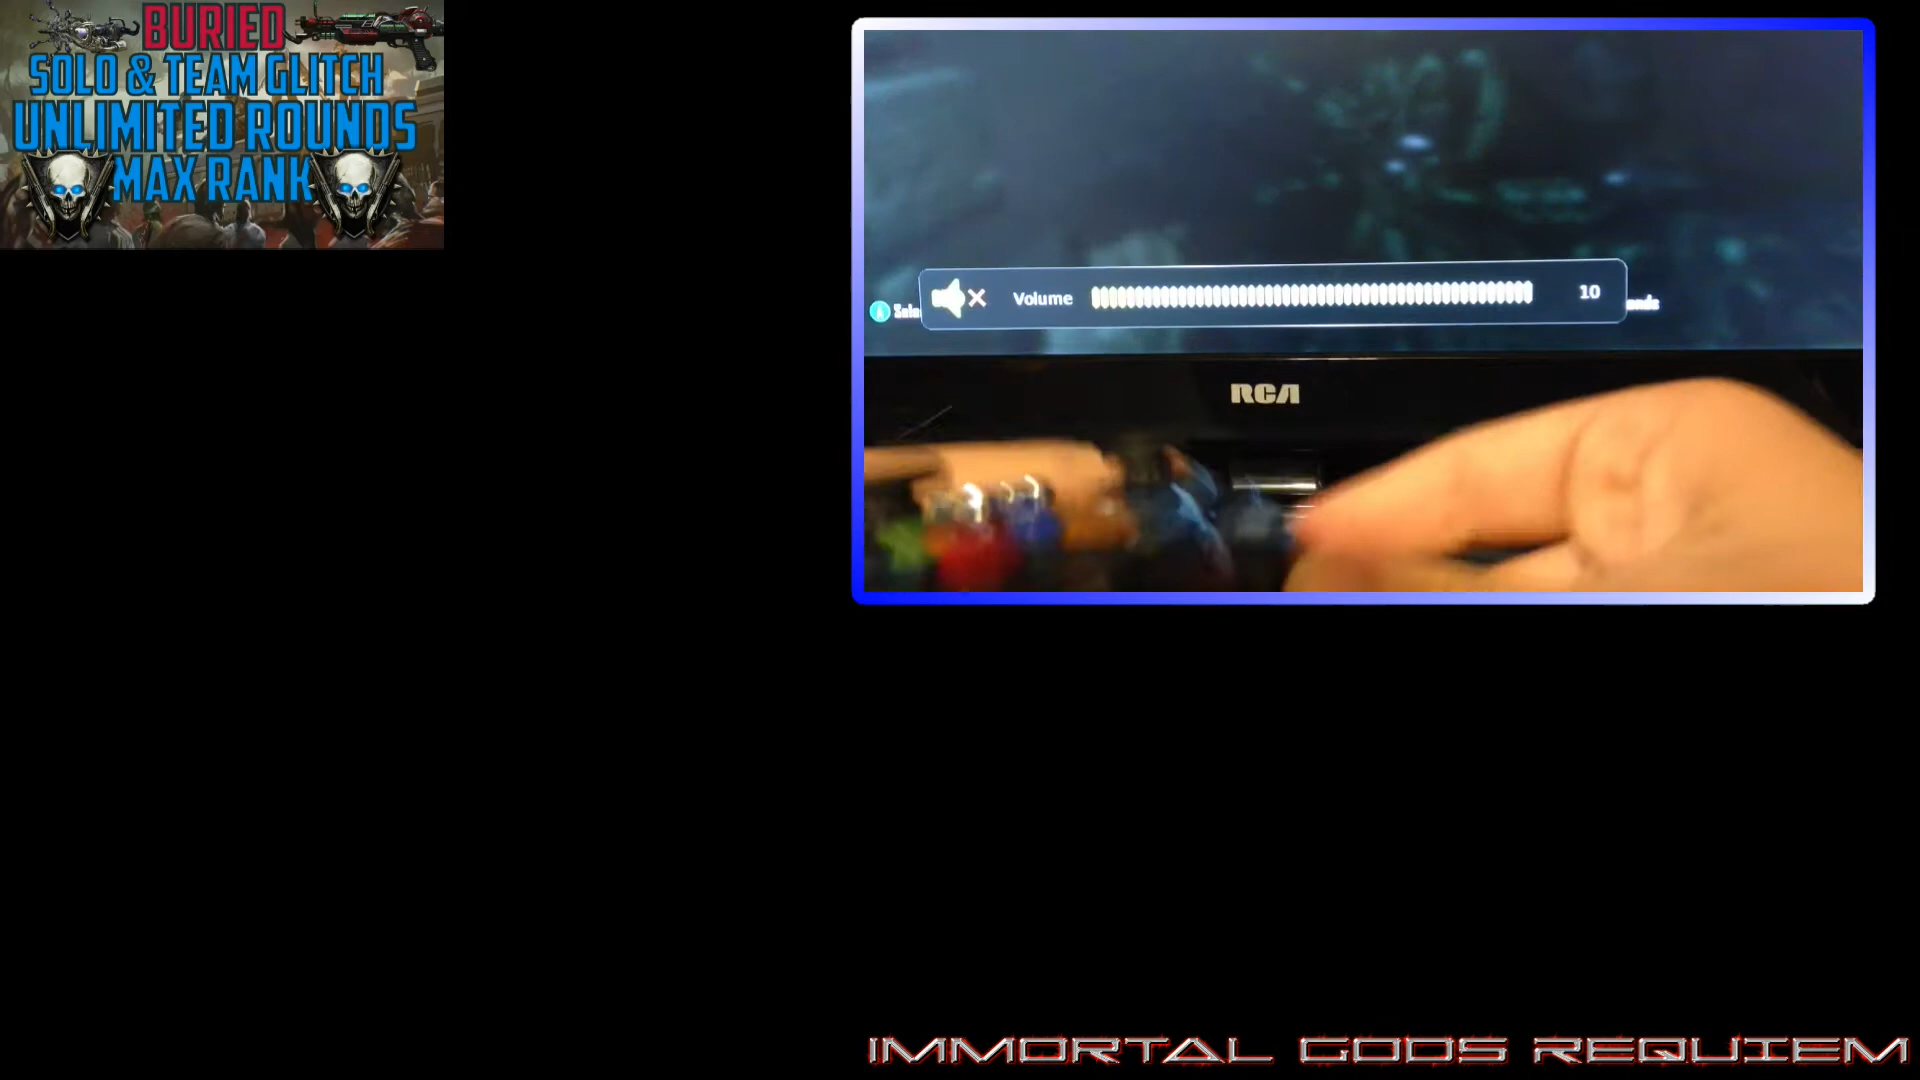 BURIED
SOLO & TEAM GLITCH
UNLIMITED ROUNDS
MAX RANK
Volume 10
RCA
IMMORTAL GODS REQUIEM